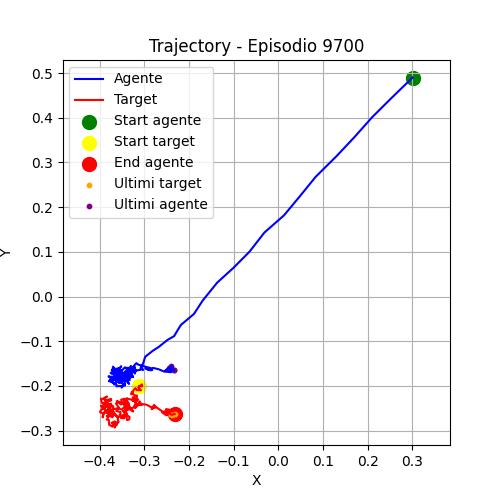 Trajectory - Episodio 9700
Agente
Target
Start agente
Start target
End agente
Ultimi target
Ultimi agente
0.5
0.4
0.3
0.2
0.1
0.0
−0.1
−0.2
−0.3
Y
−0.4 −0.3 −0.2 −0.1 0.0 0.1 0.2 0.3
X